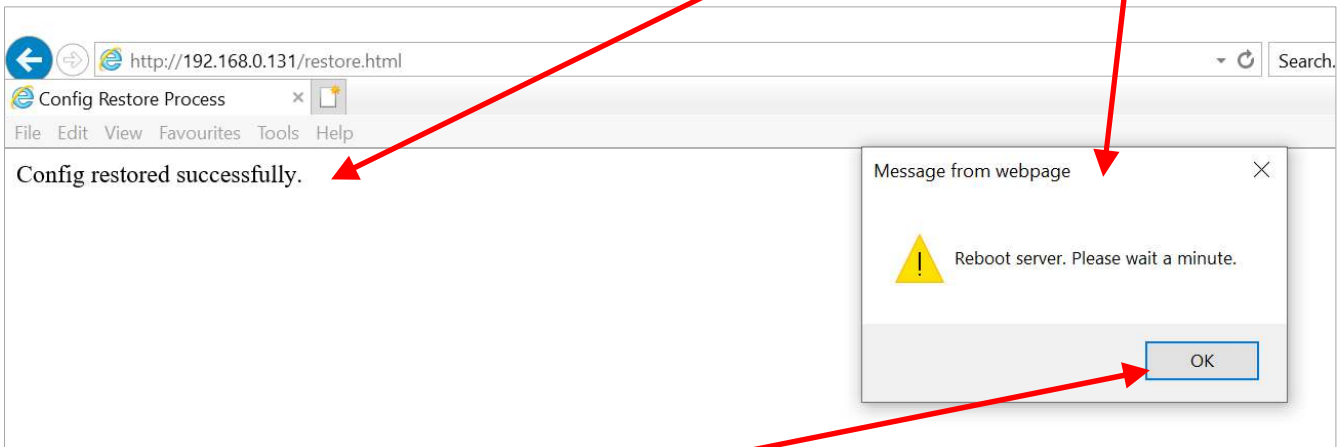 http://192.168.0.131/restore.html
Search.
Config Restore Process
File Edit View Favourites Tools Help
Config restored successfully.
Message from webpage
Reboot server. Please wait a minute.
OK